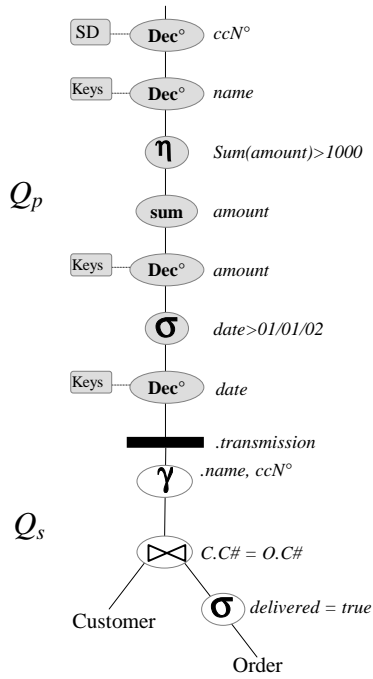 SD Dec° ccN°
Keys Dec° name
η Sum(amount)>1000
Qp
sum amount
Keys Dec° amount
σ date>01/01/02
Keys Dec° date
.transmission
γ .name, ccN°
Qs
C.C# = O.C#
σ delivered = true
Customer
Order